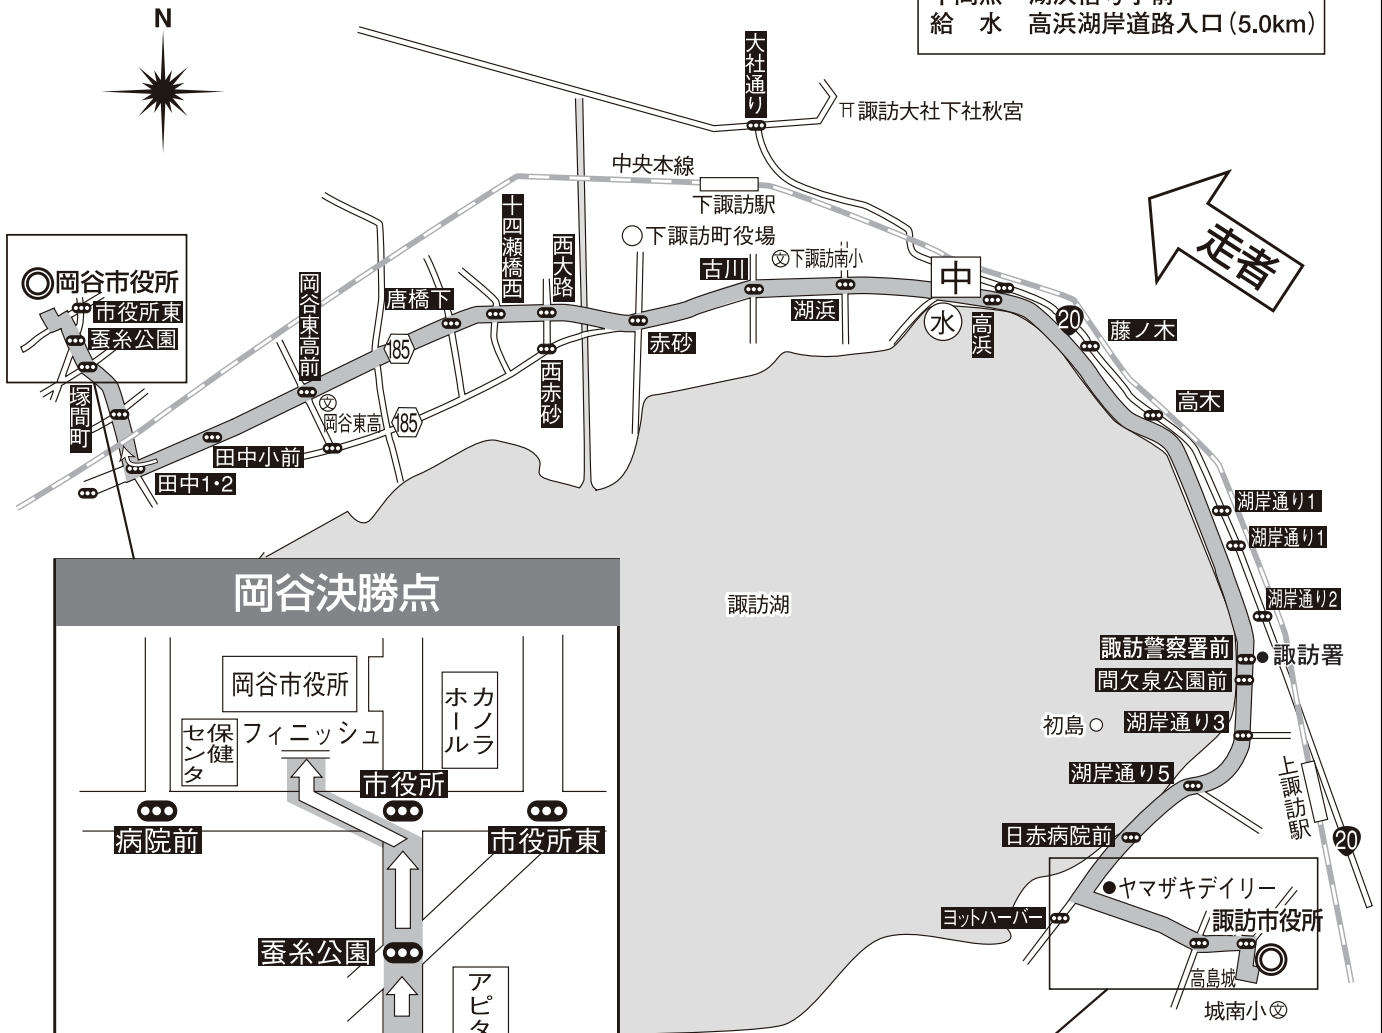 給　水　高浜湖岸道路入口(5.0km)
N
大社通り
諏訪大社下社秋宮
中央本線
下諏訪駅
走者
十四瀬橋西
西大路
下諏訪町役場
古川
下諏訪南小
文
中
水
高浜
20
藤ノ木
岡谷市役所
市役所東
蚕糸公園
岡谷東高前
唐橋下
185
湖浜
赤砂
西赤砂
高木
塚間町
文
岡谷東高
185
田中小前
田中1・2
湖岸通り1
湖岸通り1
湖岸通り2
諏訪湖
諏訪警察署前
諏訪署
間欠泉公園前
初島
湖岸通り3
湖岸通り5
上諏訪駅
日赤病院前
20
ヤマザキデイリー
ヨットハーバー
諏訪市役所
高島城
城南小
文
岡谷決勝点
岡谷市役所
保健
センタ
フィニッシュ
カノラ
ホール
市役所
病院前
市役所東
蚕糸公園
アピタ